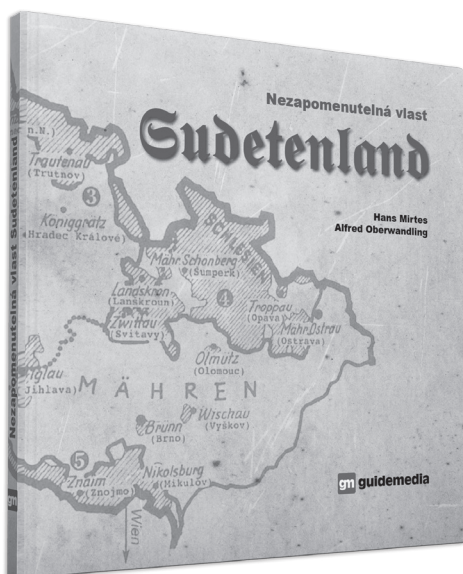 Nezapomenutelná vlast
Sudetenland
Hans Mirtes
Alfred Oberwandling
n.N.)
Trautenau
(Trutnov)
3
Königgrätz
(Hradec Králové)
SCHLESIEN
Mähr Schönberg
(Šumperk)
Landskron
(Lanškroun)
4
Zwittau
(Svitavy)
Troppau
(Opava)
Mähr Ostrau
(Ostrava)
Olmütz
(Olomouc)
Iglau
Jihlava)
MÄHREN
Wischau
(Vyškov)
Brünn
(Brno)
5
Znaim
(Znojmo)
Nikolsburg
(Mikulov)
Wien
gm guidemedia
Nezapomenutelná vlast Sudetenland
gm